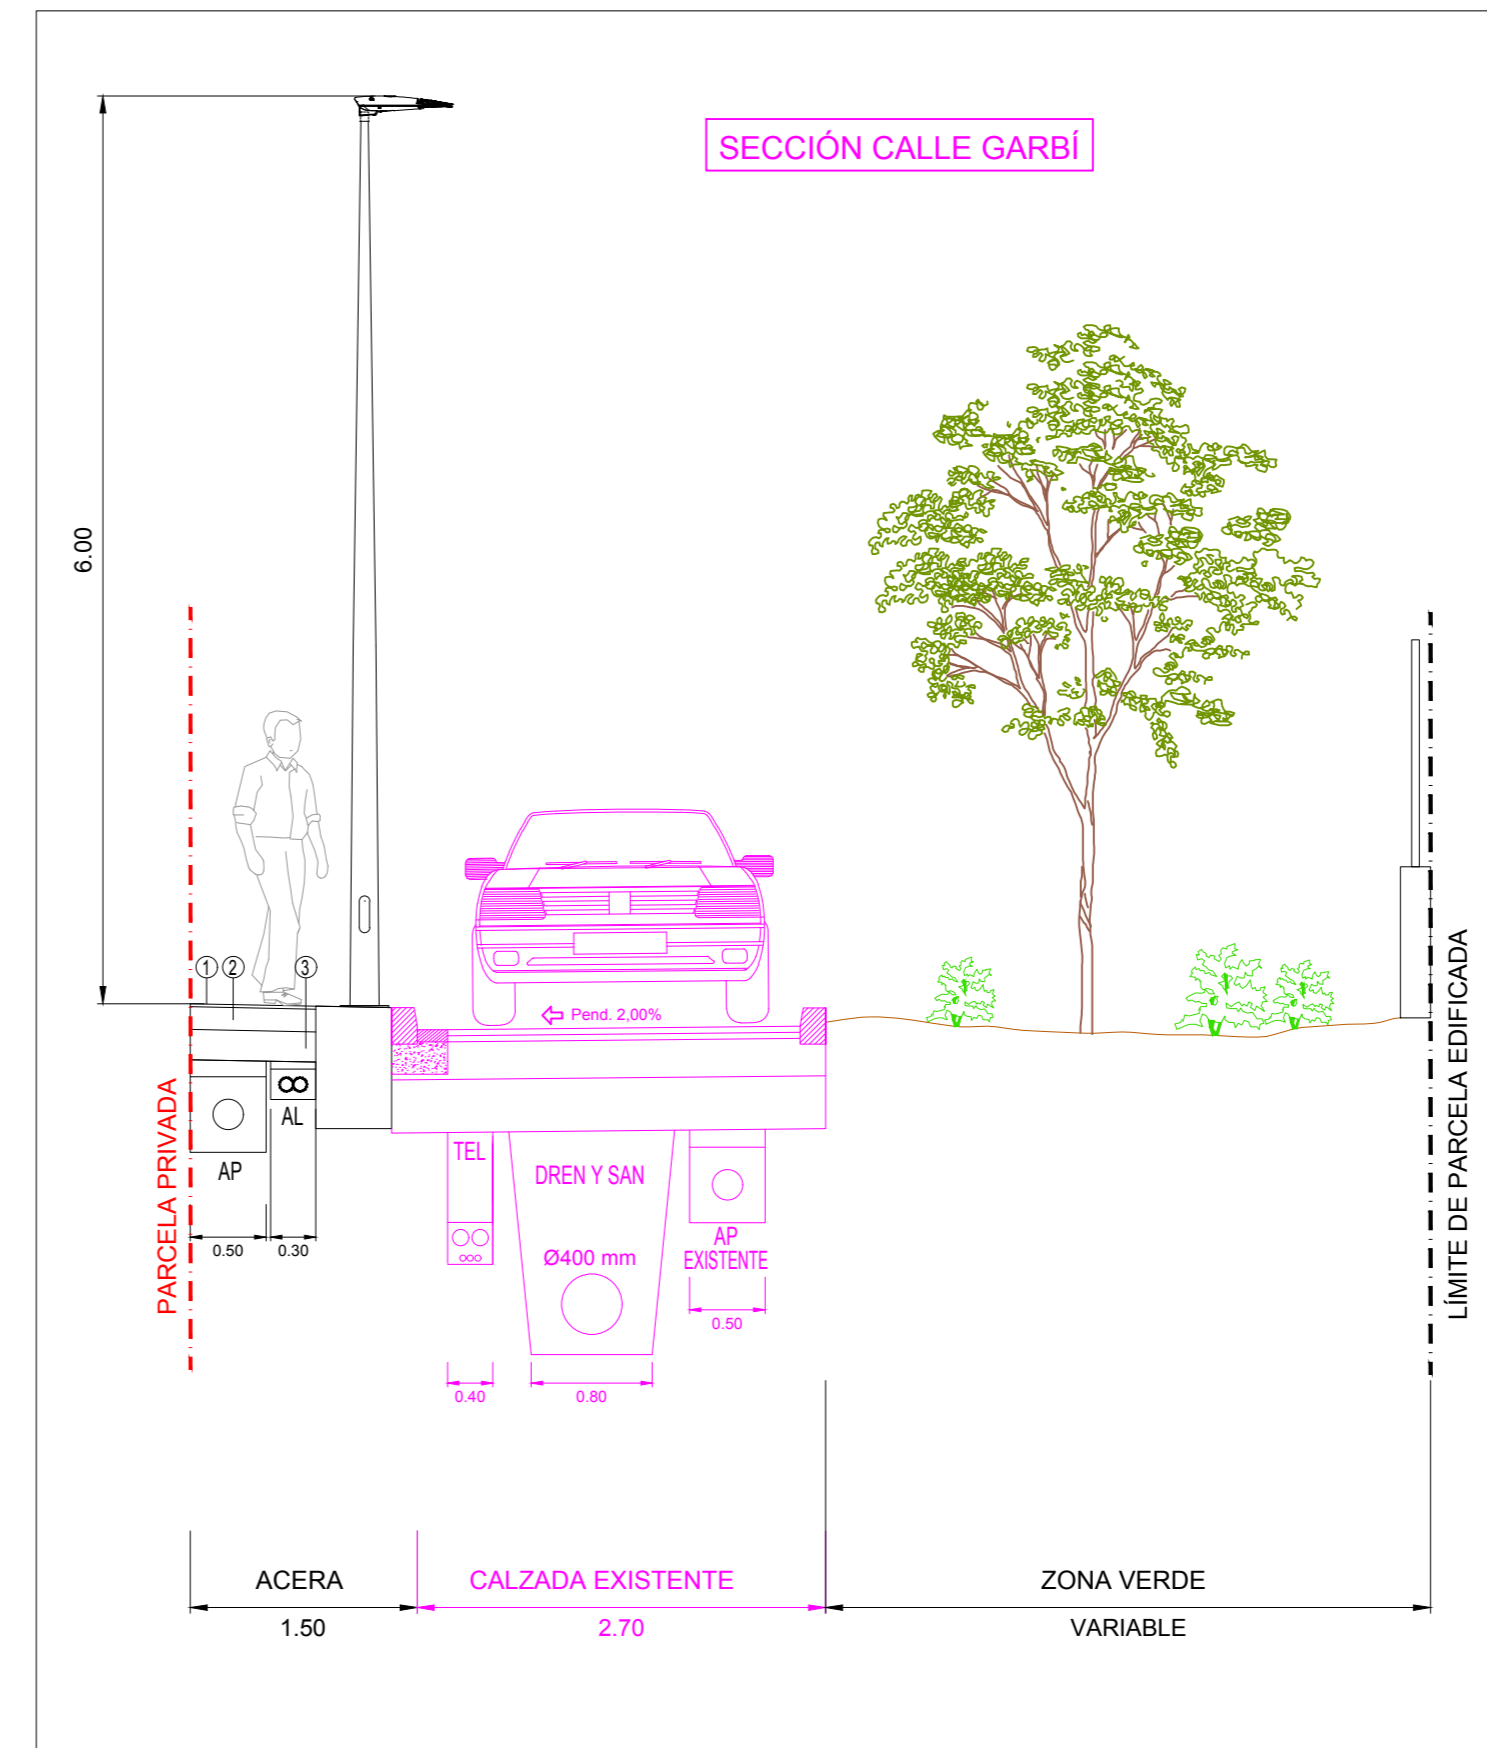 SECCIÓN CALLE GARBÍ
6.00
1 2 3
Pend. 2,00%
PARCELA PRIVADA
LÍMITE DE PARCELA EDIFICADA
AP
AL
TEL
DREN Y SAN
Ø400 mm
AP
EXISTENTE
0.50
0.30
0.50
0.40
0.80
ACERA
CALZADA EXISTENTE
ZONA VERDE
1.50
2.70
VARIABLE